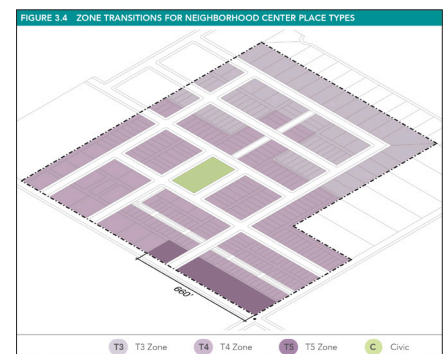 FIGURE 3.4 ZONE TRANSITIONS FOR NEIGHBORHOOD CENTER PLACE TYPES
660'
T3 T3 Zone T4 T4 Zone T5 T5 Zone C Civic